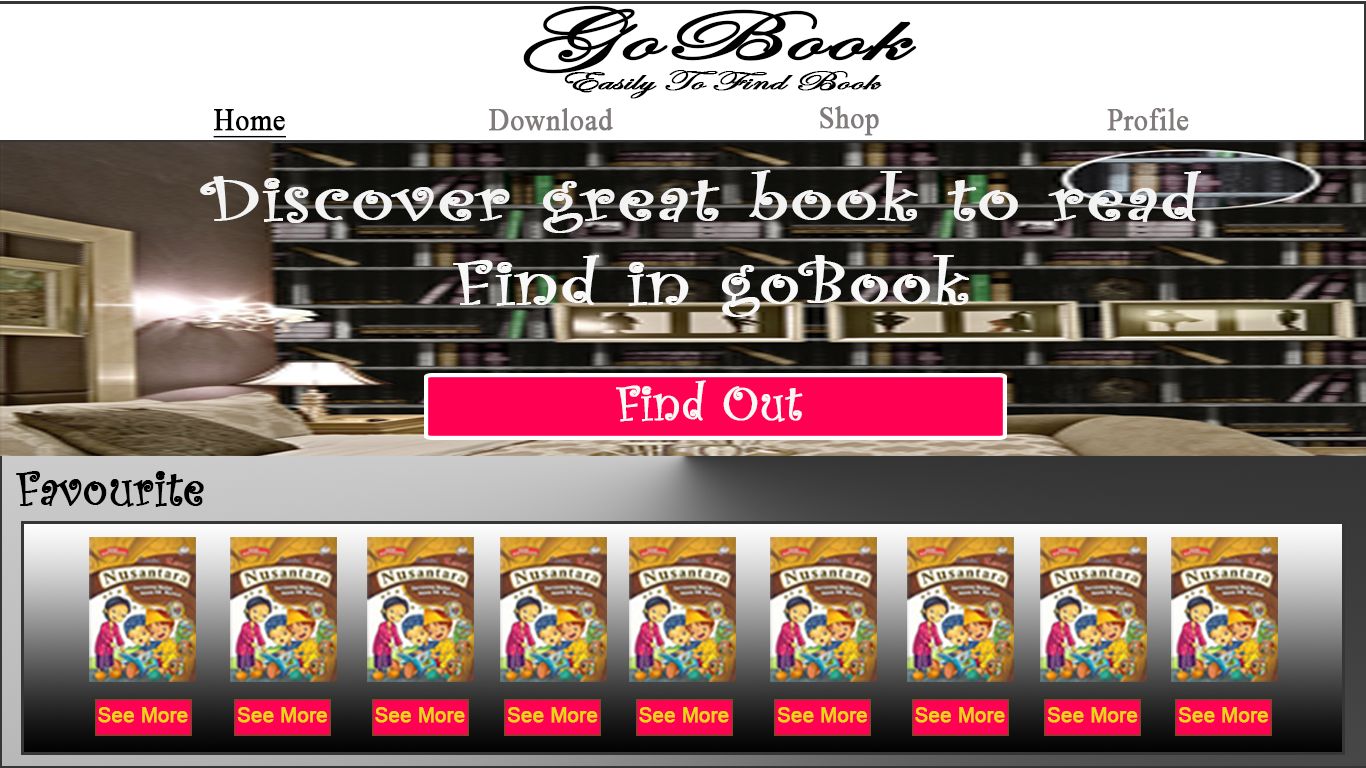 GoBook
Easily To Find Book
Home Download Shop Profile
Discover great book to read
Find in goBook
Find Out
Favourite
Nusantara Nusantara Nusantara Nusantara Nusantara Nusantara Nusantara Nusantara Nusantara
See More See More See More See More See More See More See More See More See More